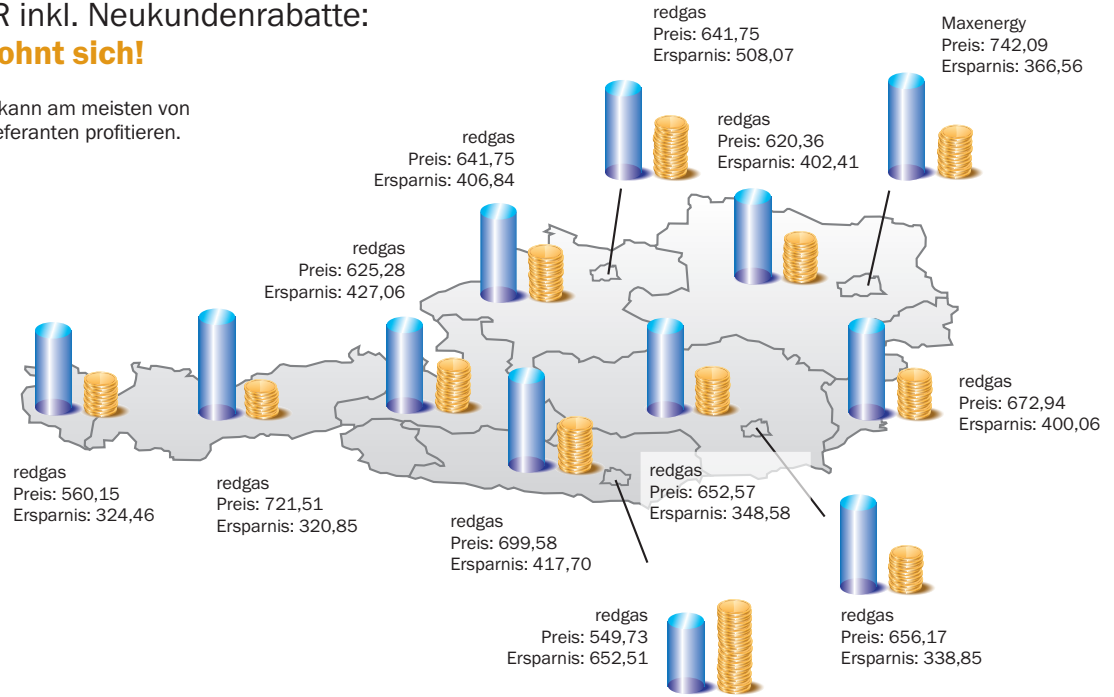 R inkl. Neukundenrabatte:
ohnt sich!
kann am meisten von
eferanten profitieren.
redgas
Preis: 641,75
Ersparnis: 508,07
Maxenergy
Preis: 742,09
Ersparnis: 366,56
redgas
Preis: 620,36
Ersparnis: 402,41
redgas
Preis: 641,75
Ersparnis: 406,84
redgas
Preis: 625,28
Ersparnis: 427,06
redgas
Preis: 672,94
Ersparnis: 400,06
redgas
Preis: 560,15
Ersparnis: 324,46
redgas
Preis: 721,51
Ersparnis: 320,85
redgas
Preis: 699,58
Ersparnis: 417,70
redgas
Preis: 652,57
Ersparnis: 348,58
redgas
Preis: 549,73
Ersparnis: 652,51
redgas
Preis: 656,17
Ersparnis: 338,85